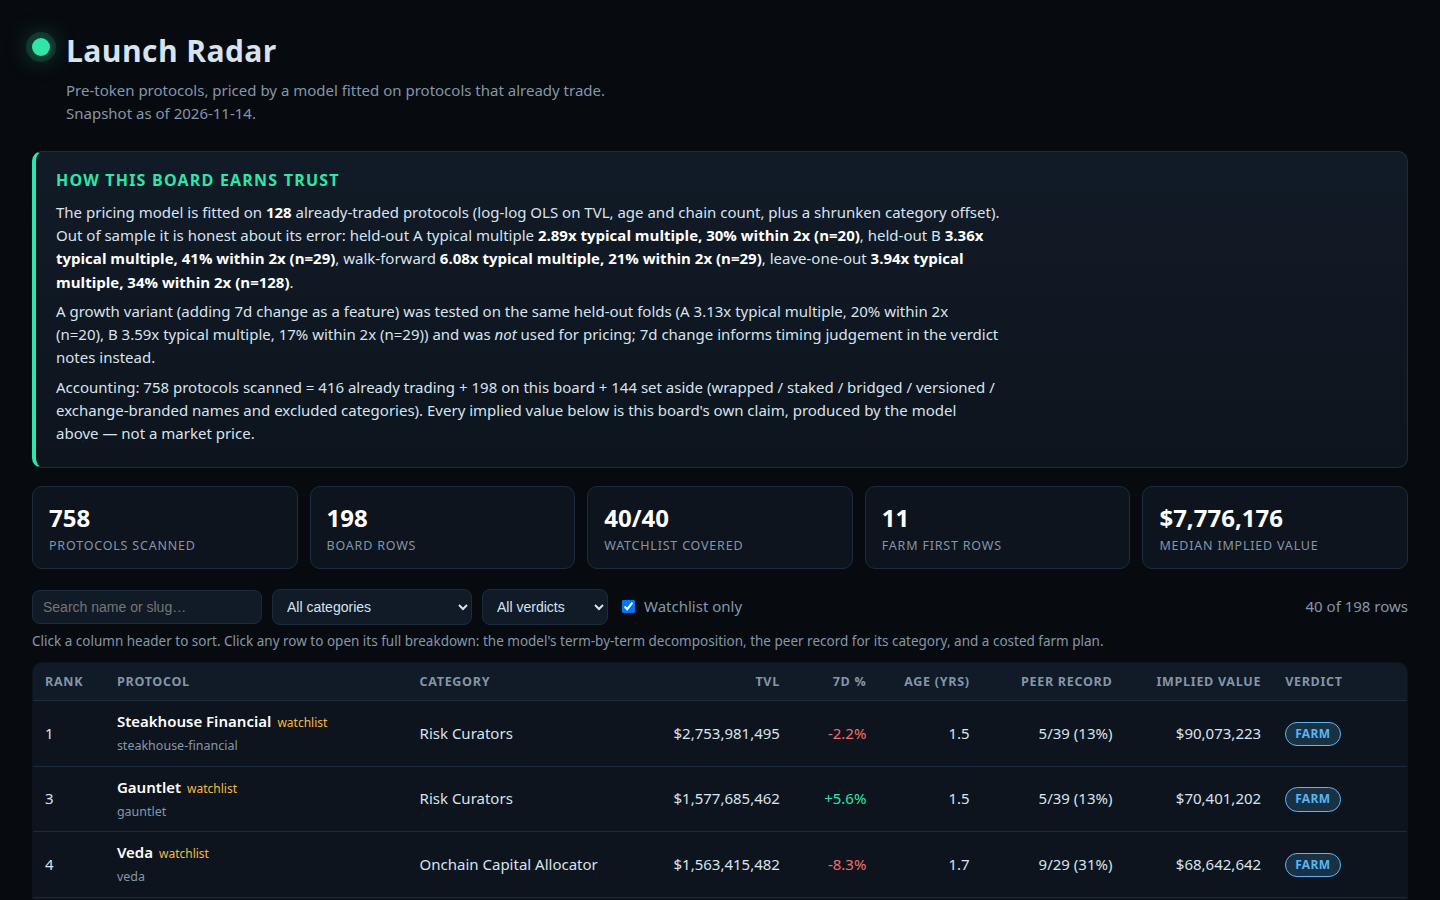 Launch Radar
Pre-token protocols, priced by a model fitted on protocols that already trade.
Snapshot as of 2026-11-14.
HOW THIS BOARD EARNS TRUST
The pricing model is fitted on 128 already-traded protocols (log-log OLS on TVL, age and chain count, plus a shrunken category offset).
Out of sample it is honest about its error: held-out A typical multiple 2.89x typical multiple, 30% within 2x (n=20), held-out B 3.36x
typical multiple, 41% within 2x (n=29), walk-forward 6.08x typical multiple, 21% within 2x (n=29), leave-one-out 3.94x typical
multiple, 34% within 2x (n=128).
A growth variant (adding 7d change as a feature) was tested on the same held-out folds (A 3.13x typical multiple, 20% within 2x
(n=20), B 3.59x typical multiple, 17% within 2x (n=29)) and was not used for pricing; 7d change informs timing judgement in the verdict
notes instead.
Accounting: 758 protocols scanned = 416 already trading + 198 on this board + 144 set aside (wrapped / staked / bridged / versioned /
exchange-branded names and excluded categories). Every implied value below is this board's own claim, produced by the model
above — not a market price.
758
PROTOCOLS SCANNED
198
BOARD ROWS
40/40
WATCHLIST COVERED
11
FARM FIRST ROWS
$7,776,176
MEDIAN IMPLIED VALUE
Search name or slug… All categories All verdicts Watchlist only 40 of 198 rows
Click a column header to sort. Click any row to open its full breakdown: the model's term-by-term decomposition, the peer record for its category, and a costed farm plan.
RANK PROTOCOL CATEGORY TVL 7D % AGE (YRS) PEER RECORD IMPLIED VALUE VERDICT
1 Steakhouse Financial watchlist Risk Curators $2,753,981,495 -2.2% 1.5 5/39 (13%) $90,073,223 FARM
steakhouse-financial
3 Gauntlet watchlist Risk Curators $1,577,685,462 +5.6% 1.5 5/39 (13%) $70,401,202 FARM
gauntlet
4 Veda watchlist Onchain Capital Allocator $1,563,415,482 -8.3% 1.7 9/29 (31%) $68,642,642 FARM
veda